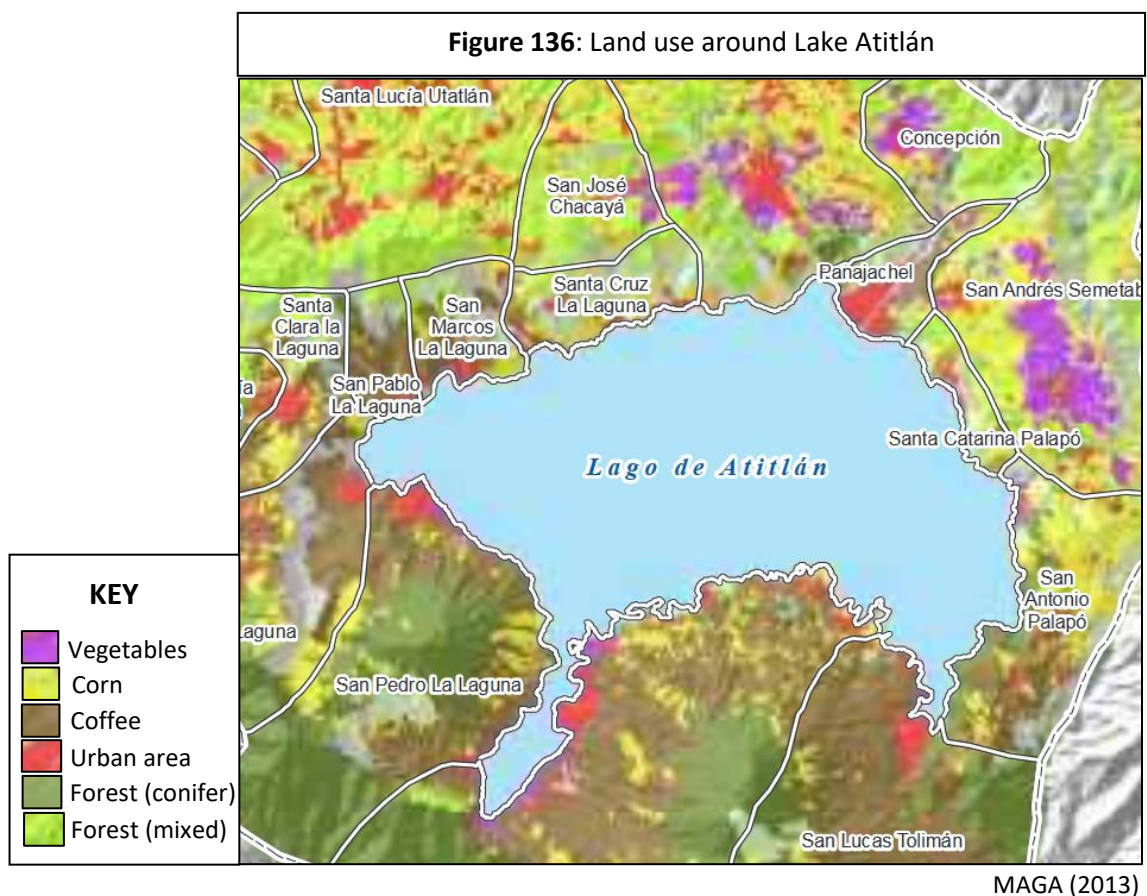 Figure 136: Land use around Lake Atitlán
Santa Lucía Utatlán
Concepción
San José
Chacayá
Panajachel
Santa Cruz
La Laguna
San Andrés Semetab
Santa
Clara la
Laguna
San
Marcos
La Laguna
San Pablo
La Laguna
ía
Santa Catarina Palapó
Lago de Atitlán
San
Antonio
Palapó
Laguna
San Pedro La Laguna
San Lucas Tolimán
KEY
Vegetables
Corn
Coffee
Urban area
Forest (conifer)
Forest (mixed)
MAGA (2013)